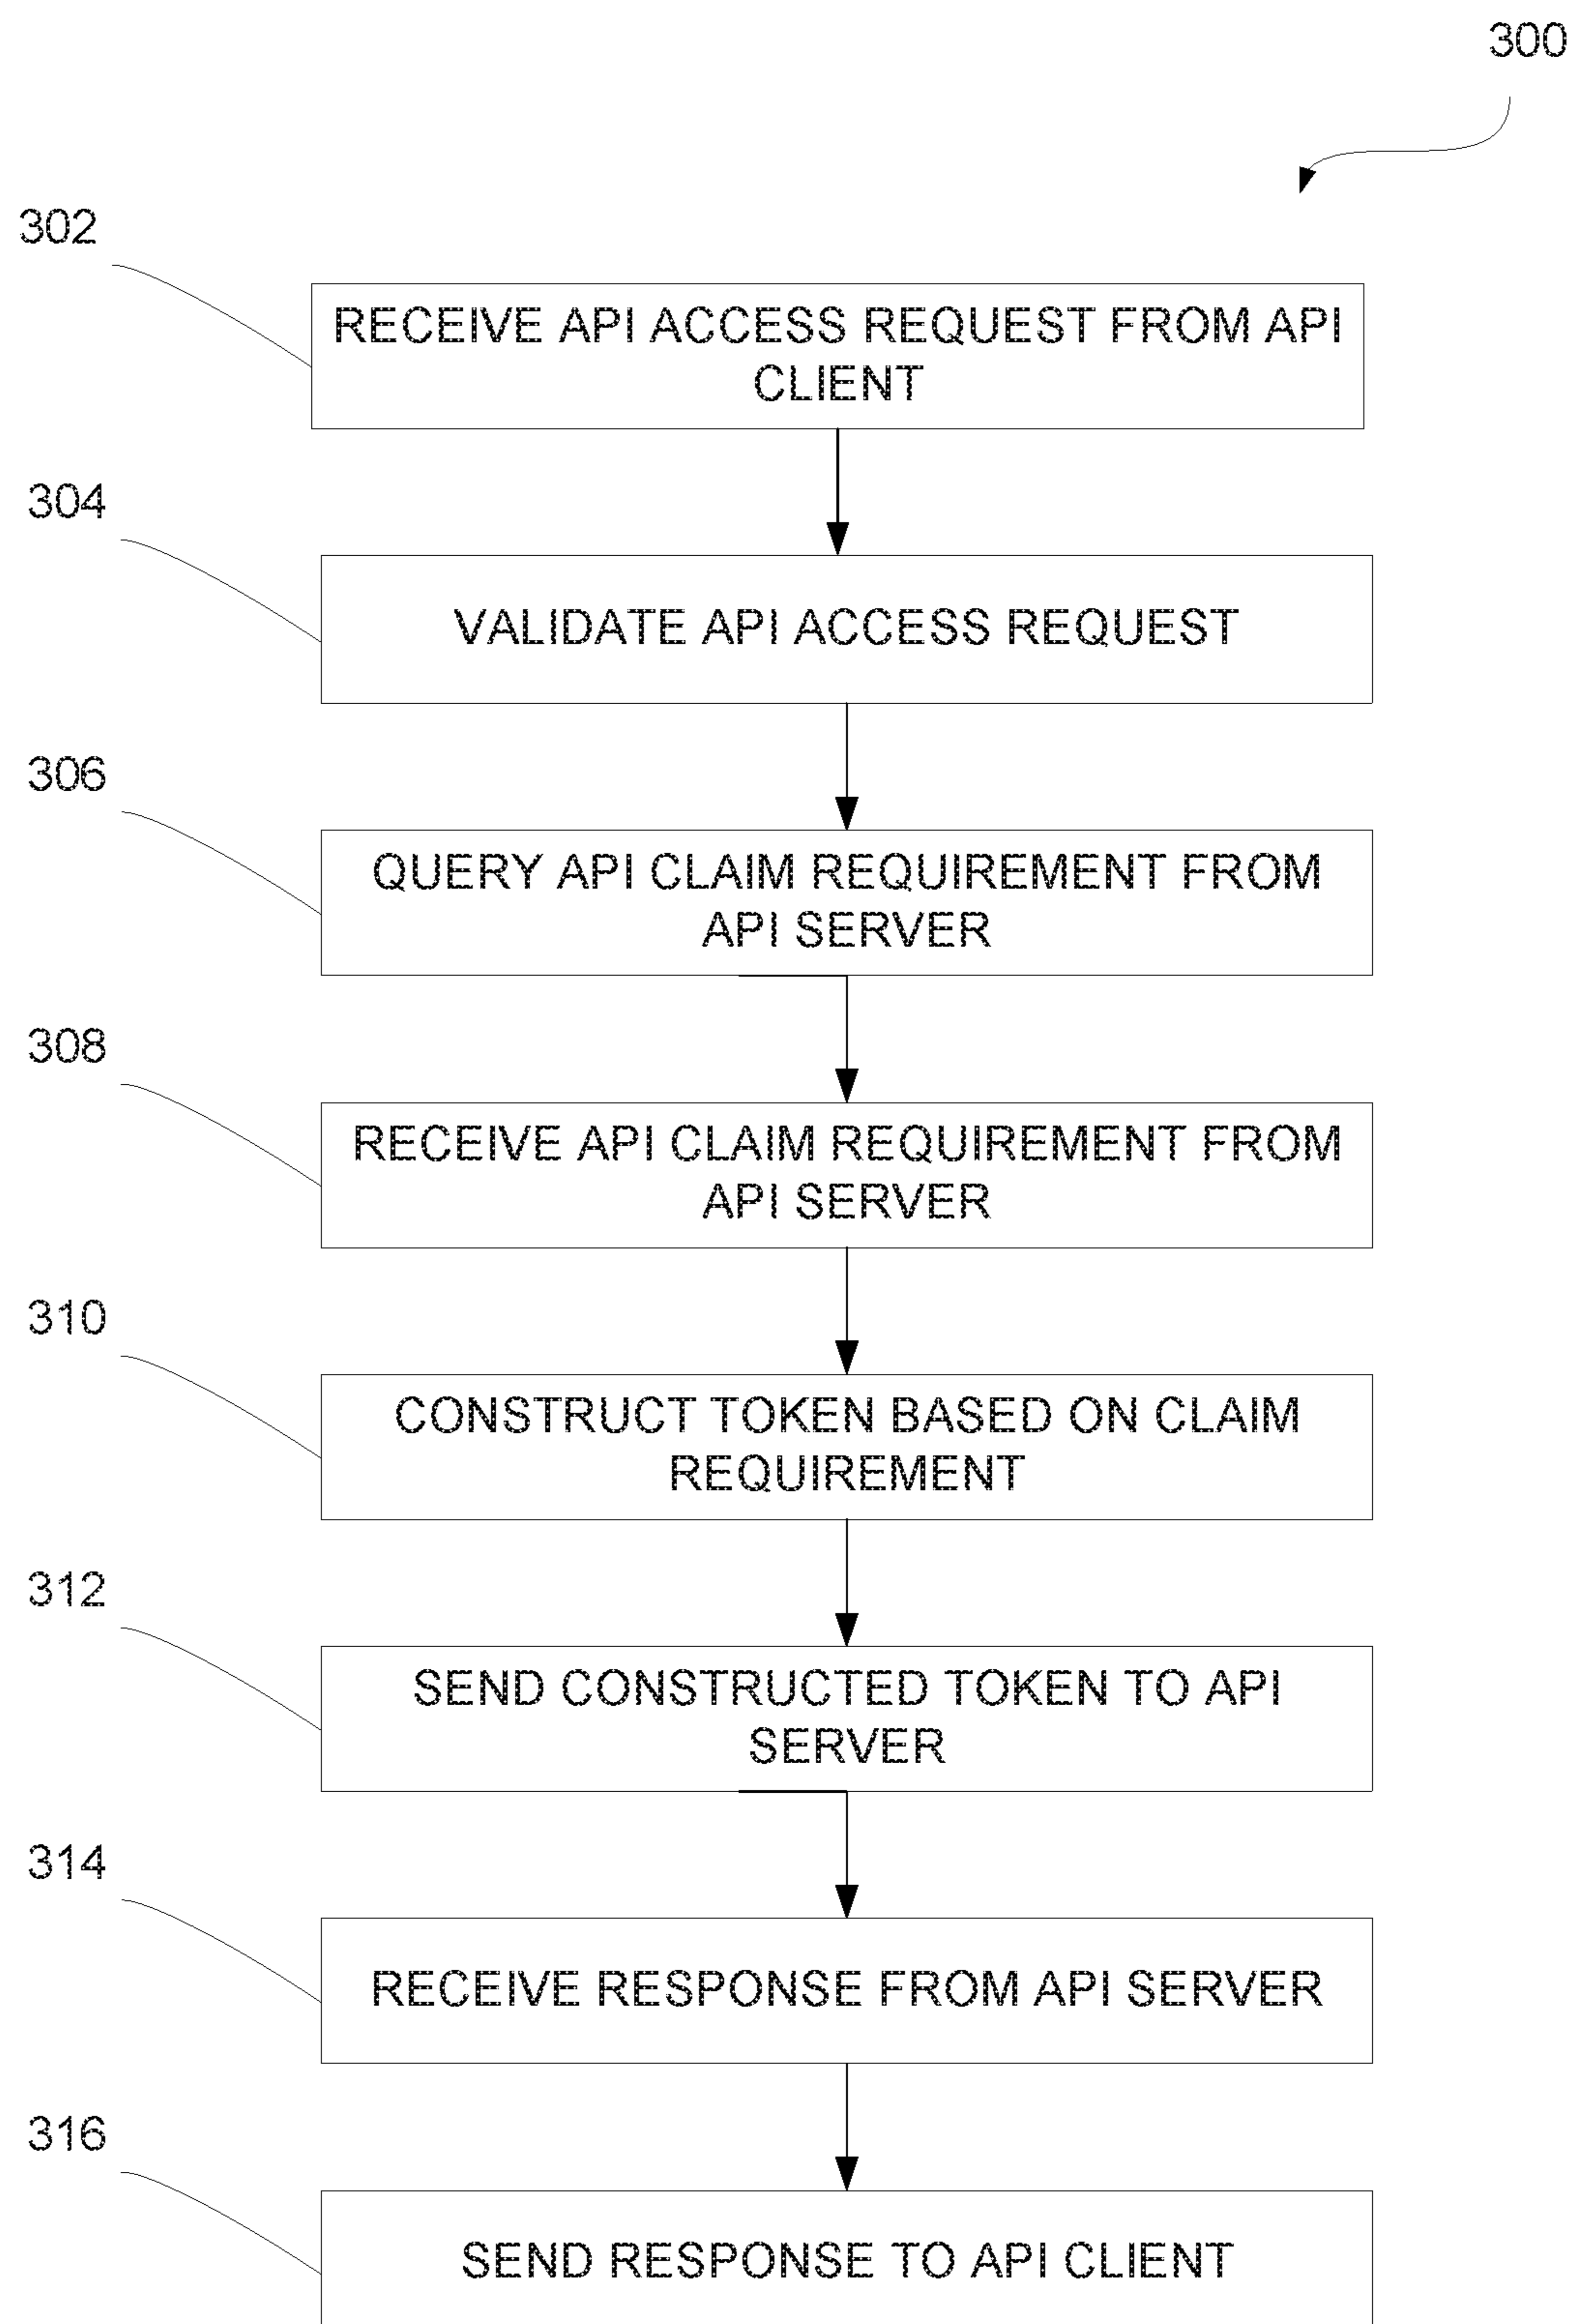 300
302
RECEIVE API ACCESS REQUEST FROM API
CLIENT
304
VALIDATE API ACCESS REQUEST
306
QUERY API CLAIM REQUIREMENT FROM
API SERVER
308
RECEIVE API CLAIM REQUIREMENT FROM
API SERVER
310
CONSTRUCT TOKEN BASED ON CLAIM
REQUIREMENT
312
SEND CONSTRUCTED TOKEN TO API
SERVER
314
RECEIVE RESPONSE FROM API SERVER
316
SEND RESPONSE TO API CLIENT